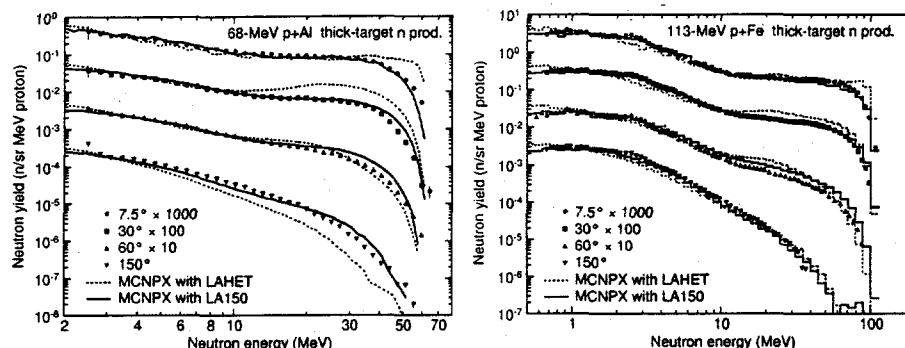 68-MeV p+Al thick-target n prod.
Neutron yield (n/sr MeV proton)
10^0
10^-1
10^-2
10^-3
10^-4
10^-5
10^-6
10^-7
10^-8
7.5° × 1000
30° × 100
60° × 10
150°
MCNPX with LAHET
MCNPX with LA150
2 4 6 8 10 30 50 70
Neutron energy (MeV)
113-MeV p+Fe thick-target n prod.
Neutron yield (n/sr MeV proton)
10^1
10^0
10^-1
10^-2
10^-3
10^-4
10^-5
10^-6
10^-7
7.5° × 1000
30° × 100
60° × 10
150°
MCNPX with LAHET
MCNPX with LA150
1 10 100
Neutron energy (MeV)